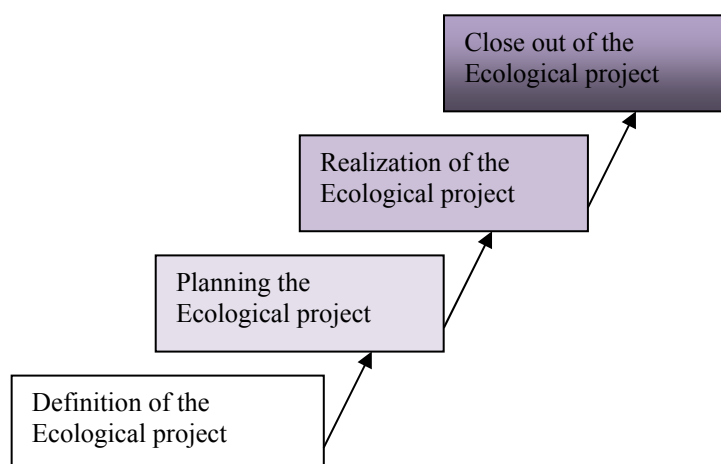 Close out of the
Ecological project
Realization of the
Ecological project
Planning the
Ecological project
Definition of the
Ecological project